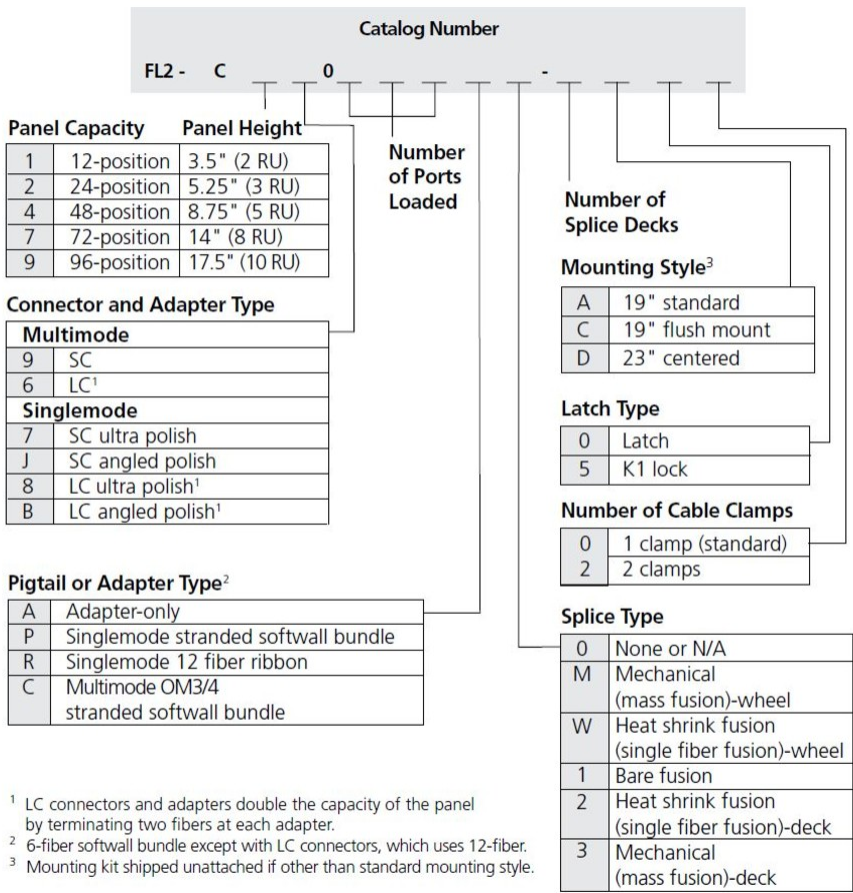 Catalog Number
FL2 - C _ _ 0 _ _ _ _ _ - _ _ _ _
Panel Capacity Panel Height
1 12-position 3.5" (2 RU)
2 24-position 5.25" (3 RU)
4 48-position 8.75" (5 RU)
7 72-position 14" (8 RU)
9 96-position 17.5" (10 RU)
Connector and Adapter Type
Multimode
9 SC
6 LC¹
Singlemode
7 SC ultra polish
J SC angled polish
8 LC ultra polish¹
B LC angled polish¹
Pigtail or Adapter Type²
A Adapter-only
P Singlemode stranded softwall bundle
R Singlemode 12 fiber ribbon
C Multimode OM3/4
stranded softwall bundle
Number
of Ports
Loaded
Number of
Splice Decks
Mounting Style³
A 19" standard
C 19" flush mount
D 23" centered
Latch Type
0 Latch
5 K1 lock
Number of Cable Clamps
0 1 clamp (standard)
2 2 clamps
Splice Type
0 None or N/A
M Mechanical
(mass fusion)-wheel
W Heat shrink fusion
(single fiber fusion)-wheel
1 Bare fusion
2 Heat shrink fusion
(single fiber fusion)-deck
3 Mechanical
(mass fusion)-deck
¹ LC connectors and adapters double the capacity of the panel
by terminating two fibers at each adapter.
² 6-fiber softwall bundle except with LC connectors, which uses 12-fiber.
³ Mounting kit shipped unattached if other than standard mounting style.